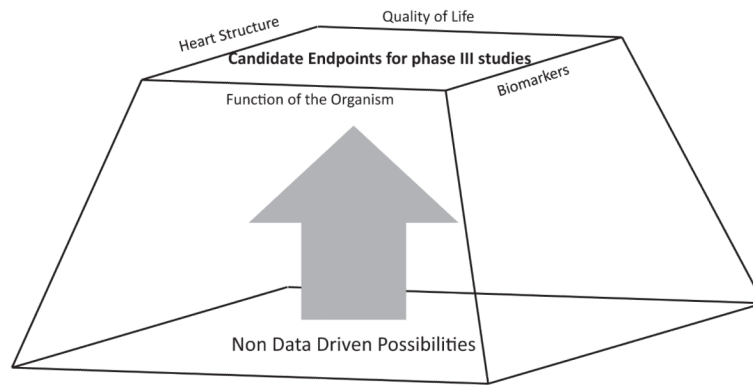 Quality of Life
Heart Structure
Candidate Endpoints for phase III studies
Biomarkers
Function of the Organism
Non Data Driven Possibilities